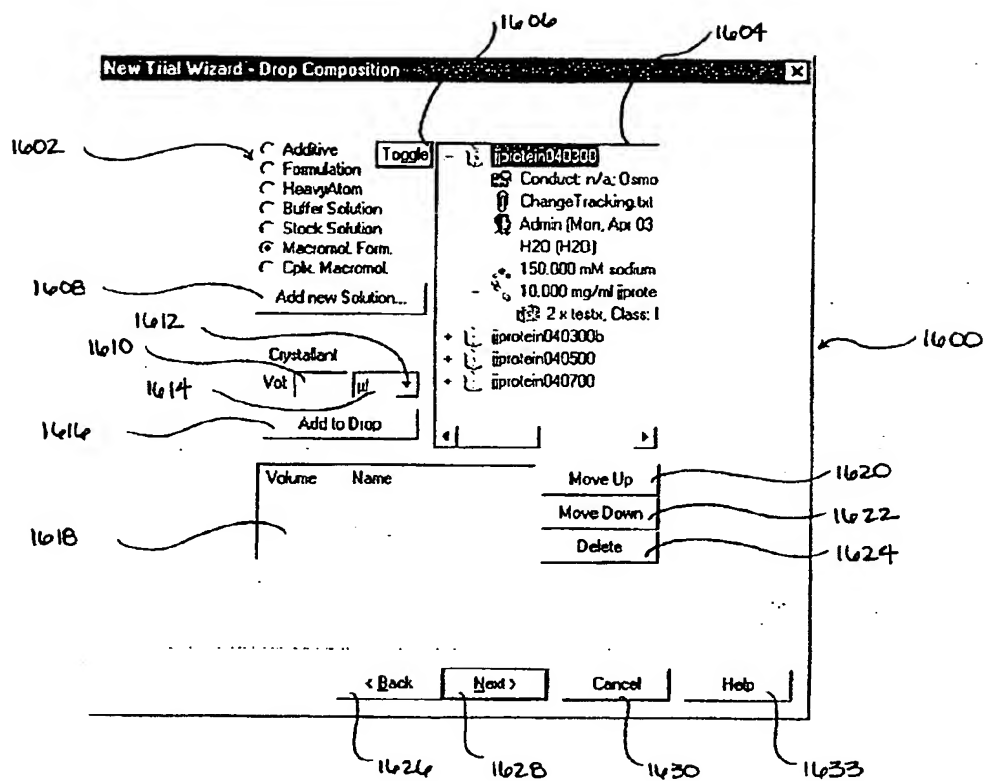 1606
1604
New Trial Wizard - Drop Composition
1602
Additive
Toggle
jjprotein040300
Formulation
Conduct: n/a; Osmo
HeavyAtom
ChangeTracking.txt
Buffer Solution
Admin (Mon, Apr 03
Stock Solution
H2O (H2O)
Macromol. Form.
150.000 mM sodium
Cplx. Macromol.
10.000 mg/ml jjprote
1608
Add new Solution...
2 x testx, Class: I
1612
jjprotein040300b
1610
Crystallant
jjprotein040500
1600
Vol:
µl
jjprotein040700
1614
1616
Add to Drop
Volume Name
Move Up
1620
Move Down
1622
1618
Delete
1624
< Back
Next >
Cancel
Help
1626
1628
1630
1633